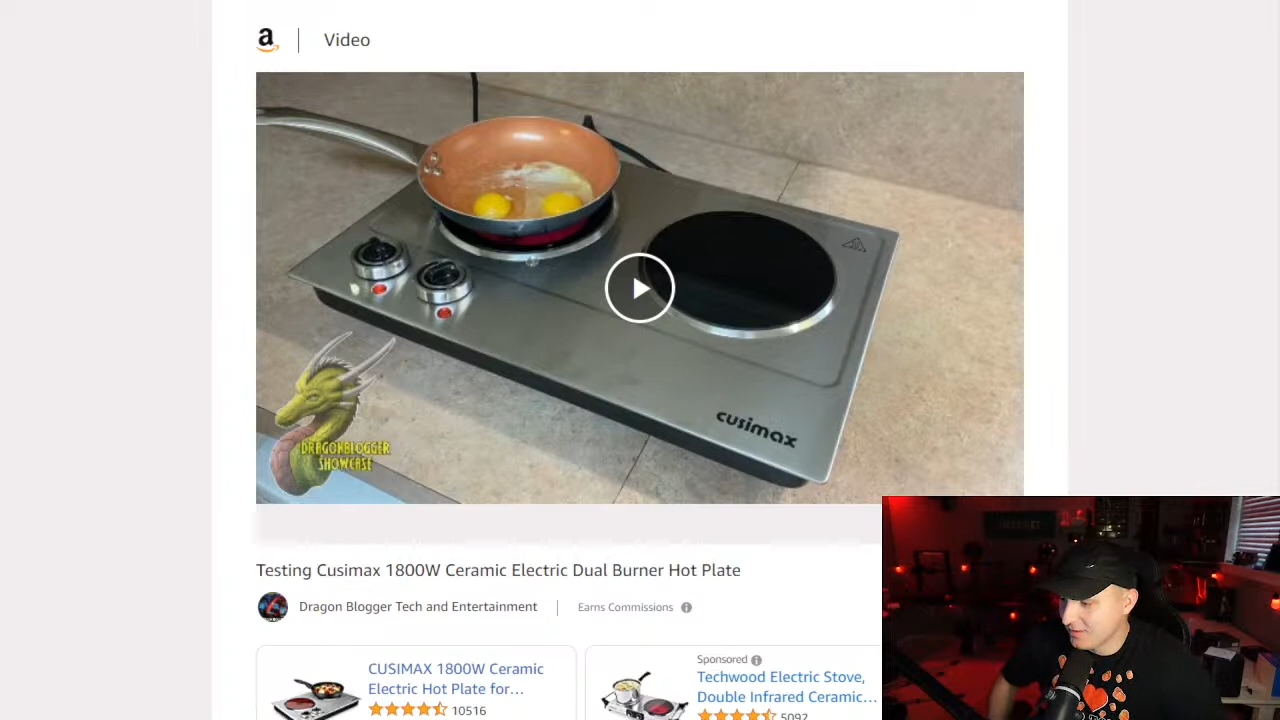 a
Video
cusimax
DRAGONBLOGGER
SHOWCASE
Testing Cusimax 1800W Ceramic Electric Dual Burner Hot Plate
Dragon Blogger Tech and Entertainment
Earns Commissions
CUSIMAX 1800W Ceramic
Electric Hot Plate for…
10516
Sponsored
Techwood Electric Stove,
Double Infrared Ceramic…
5092